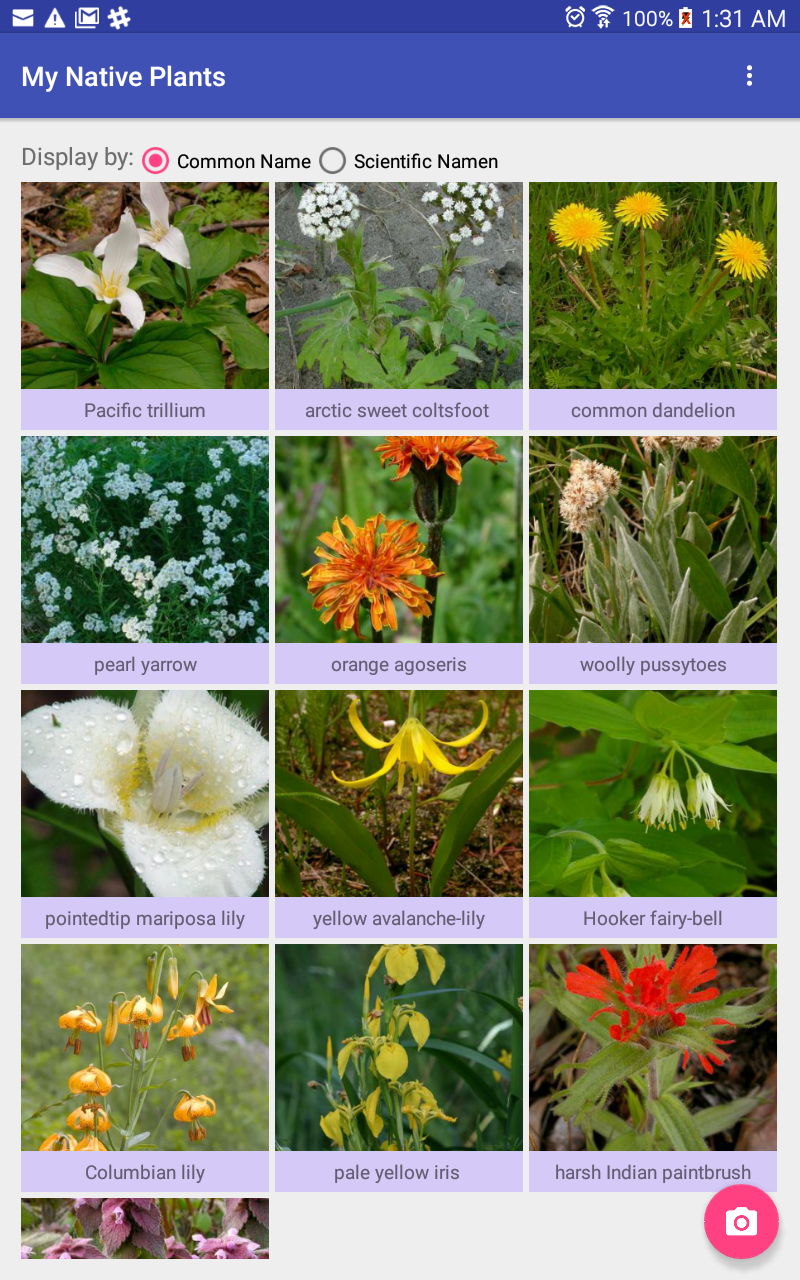 100% 1:31 AM
My Native Plants
Display by: Common Name Scientific Namen
Pacific trillium
arctic sweet coltsfoot
common dandelion
pearl yarrow
orange agoseris
woolly pussytoes
pointedtip mariposa lily
yellow avalanche-lily
Hooker fairy-bell
Columbian lily
pale yellow iris
harsh Indian paintbrush